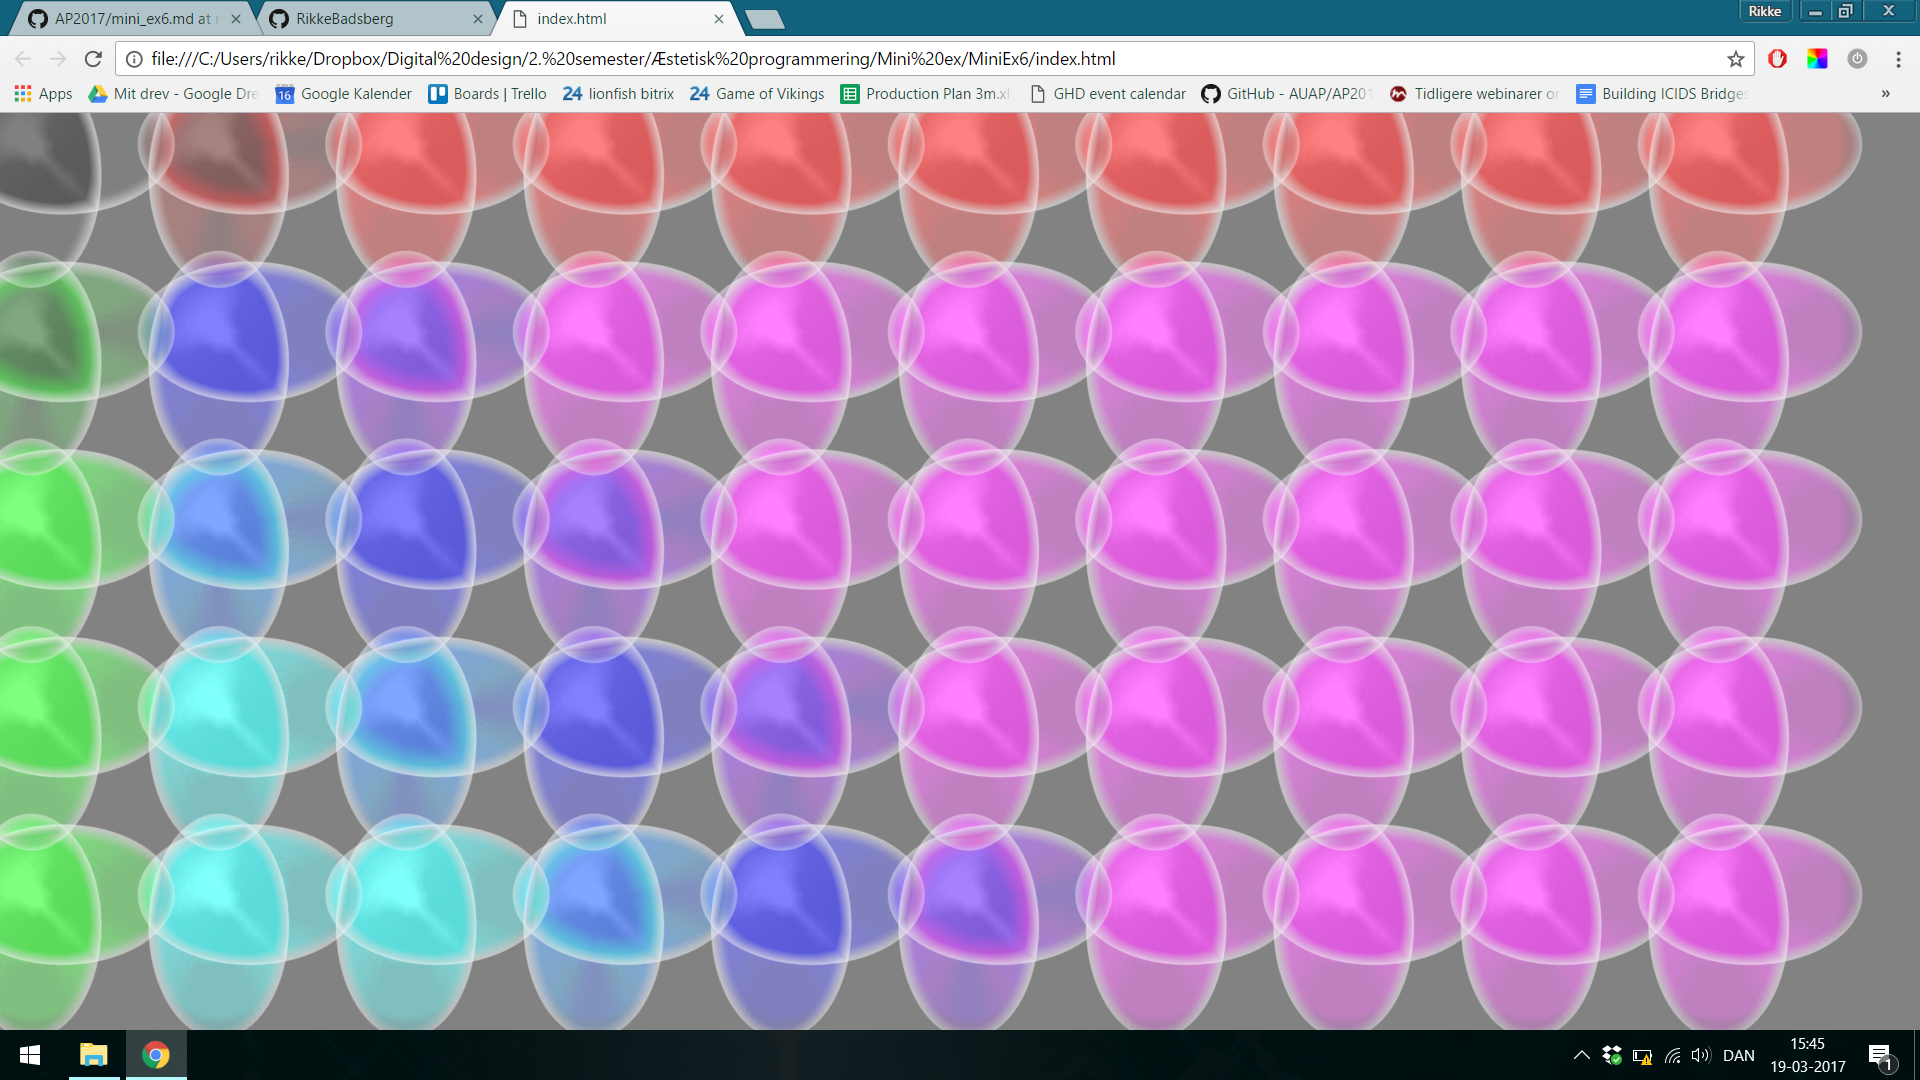 AP2017/mini_ex6.md at
RikkeBadsberg
index.html
Rikke
file:///C:/Users/rikke/Dropbox/Digital%20design/2.%20semester/Æstetisk%20programmering/Mini%20ex/MiniEx6/index.html
Apps
Mit drev - Google Dre
16
Google Kalender
Boards | Trello
24 lionfish bitrix
24 Game of Vikings
Production Plan 3m.xl
GHD event calendar
GitHub - AUAP/AP201
Tidligere webinarer or
Building ICIDS Bridges
»
DAN
15:45
19-03-2017
1